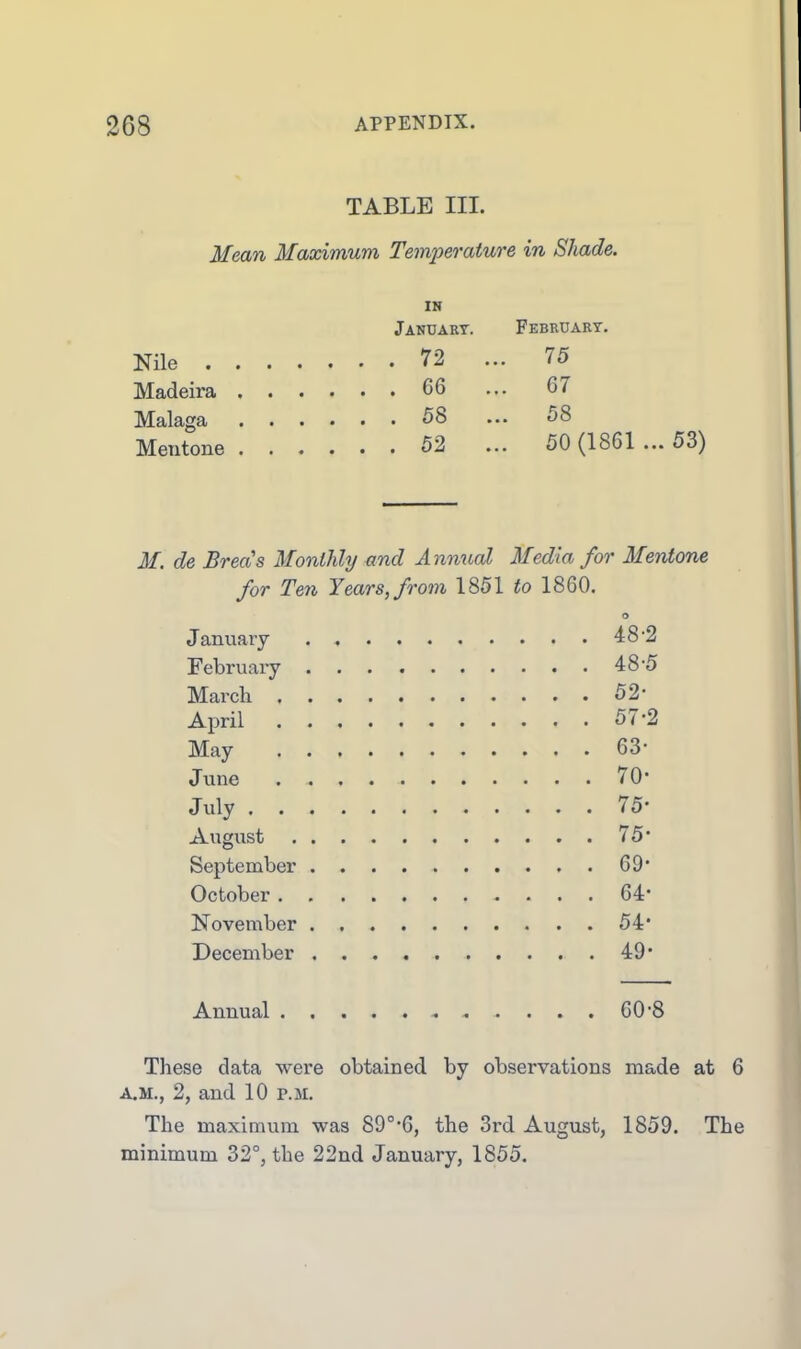 268 APPENDIX.
TABLE III.
Mean Maximum Temperature in Shade.
IN
JANUARY. FEBRUARY.
Nile . . . . . . . 72 ... 75
Madeira . . . . . . 66 ... 67
Malaga . . . . . . 58 ... 58
Mentone . . . . . . 52 ... 50 (1861 ... 53)
M. de Brea's Monthly and Annual Media for Mentone
for Ten Years, from 1851 to 1860.
°
January . . . . . . . . . . . 48·2
February . . . . . . . . . . . 48·5
March . . . . . . . . . . . . 52·
April . . . . . . . . . . . . 57·2
May . . . . . . . . . . . . 63·
June . . . . . . . . . . . . 70·
July . . . . . . . . . . . . . 75·
August . . . . . . . . . . . . 75·
September . . . . . . . . . . . 69·
October . . . . . . . . . . . . 64·
November . . . . . . . . . . . 54·
December . . . . . . . . . . . 49·
Annual . . . . . . . . . . . . 60·8
These data were obtained by observations made at 6
A.M., 2, and 10 P.M.
The maximum was 89°·6, the 3rd August, 1859. The
minimum 32°, the 22nd January, 1855.